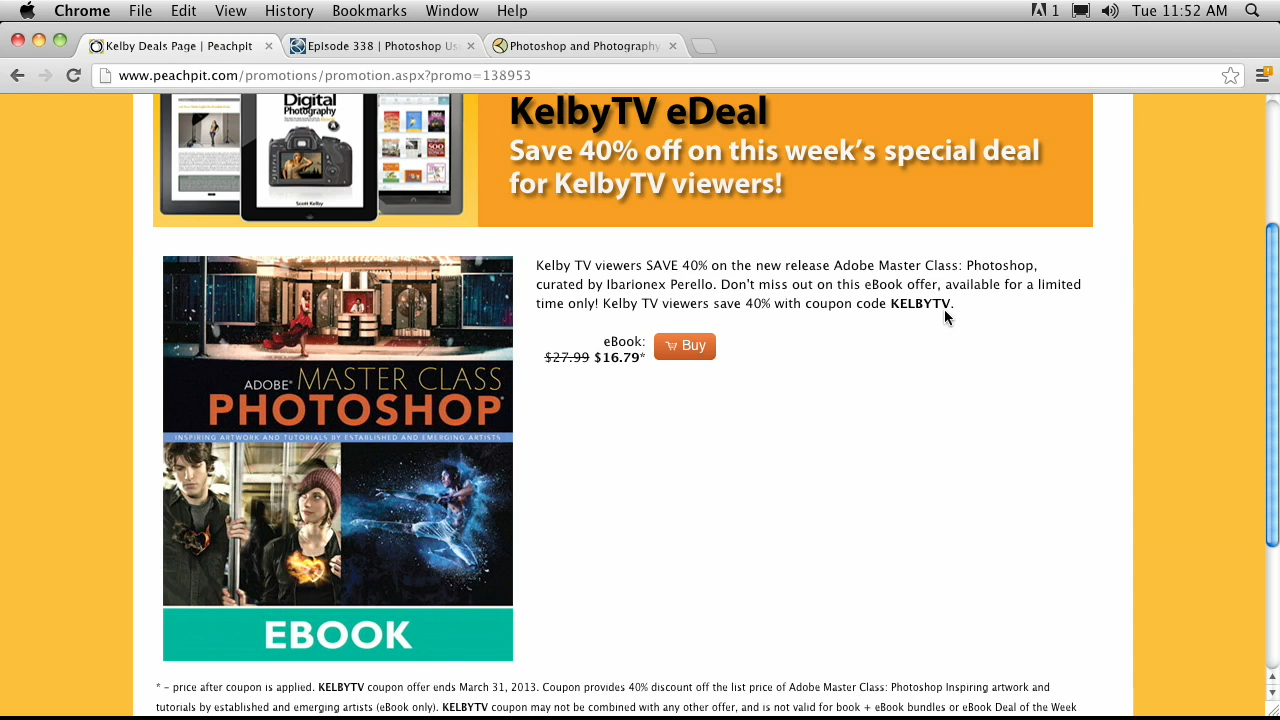 Chrome File Edit View History Bookmarks Window Help 1 Tue 11:52 AM
Kelby Deals Page | Peachpit Episode 338 | Photoshop Us Photoshop and Photography
www.peachpit.com/promotions/promotion.aspx?promo=138953
Digital
Photography
Scott Kelby
KelbyTV eDeal
Save 40% off on this week's special deal
for KelbyTV viewers!
Kelby TV viewers SAVE 40% on the new release Adobe Master Class: Photoshop,
curated by Ibarionex Perello. Don't miss out on this eBook offer, available for a limited
time only! Kelby TV viewers save 40% with coupon code KELBYTV.
eBook:
$27.99 $16.79*
Buy
ADOBE® MASTER CLASS
PHOTOSHOP®
INSPIRING ARTWORK AND TUTORIALS BY ESTABLISHED AND EMERGING ARTISTS
EBOOK
* - price after coupon is applied. KELBYTV coupon offer ends March 31, 2013. Coupon provides 40% discount off the list price of Adobe Master Class: Photoshop Inspiring artwork and
tutorials by established and emerging artists (eBook only). KELBYTV coupon may not be combined with any other offer, and is not valid for book + eBook bundles or eBook Deal of the Week